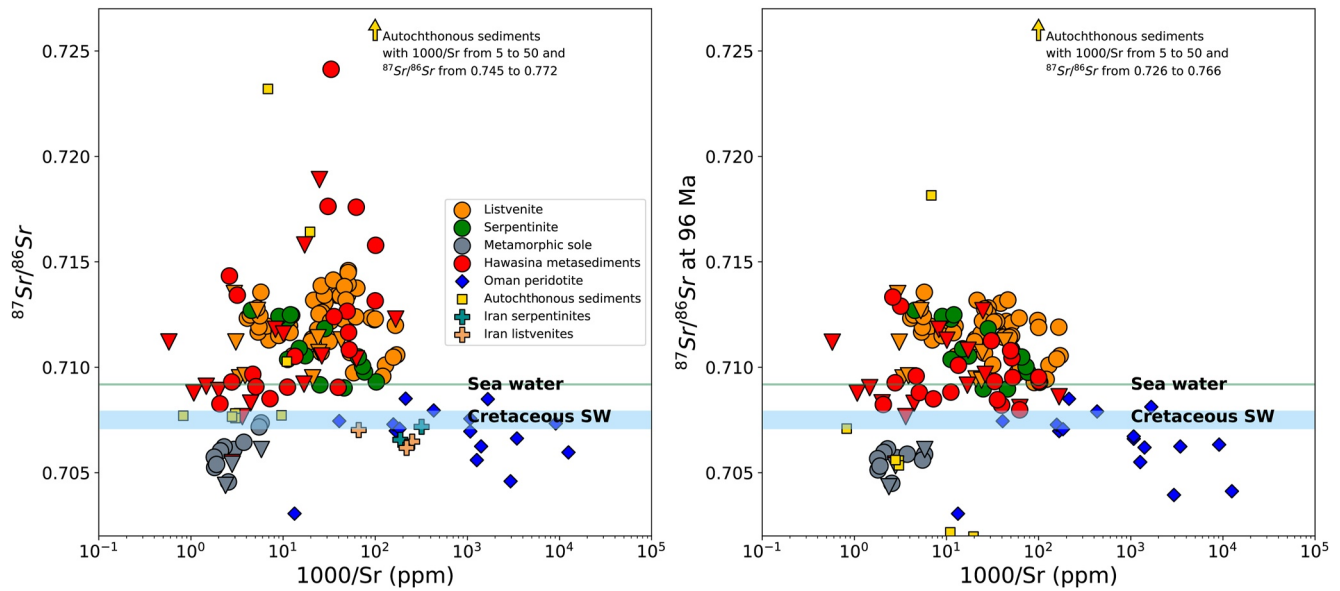 Autochthonous sediments
with 1000/Sr from 5 to 50 and
⁸⁷Sr/⁸⁶Sr from 0.745 to 0.772
0.725
0.720
0.715
0.710
0.705
⁸⁷Sr/⁸⁶Sr
Listvenite
Serpentinite
Metamorphic sole
Hawasina metasediments
Oman peridotite
Autochthonous sediments
Iran serpentinites
Iran listvenites
Sea water
Cretaceous SW
10⁻¹ 10⁰ 10¹ 10² 10³ 10⁴ 10⁵
1000/Sr (ppm)
Autochthonous sediments
with 1000/Sr from 5 to 50 and
⁸⁷Sr/⁸⁶Sr from 0.726 to 0.766
0.725
0.720
0.715
0.710
0.705
⁸⁷Sr/⁸⁶Sr at 96 Ma
Sea water
Cretaceous SW
10⁻¹ 10⁰ 10¹ 10² 10³ 10⁴ 10⁵
1000/Sr (ppm)